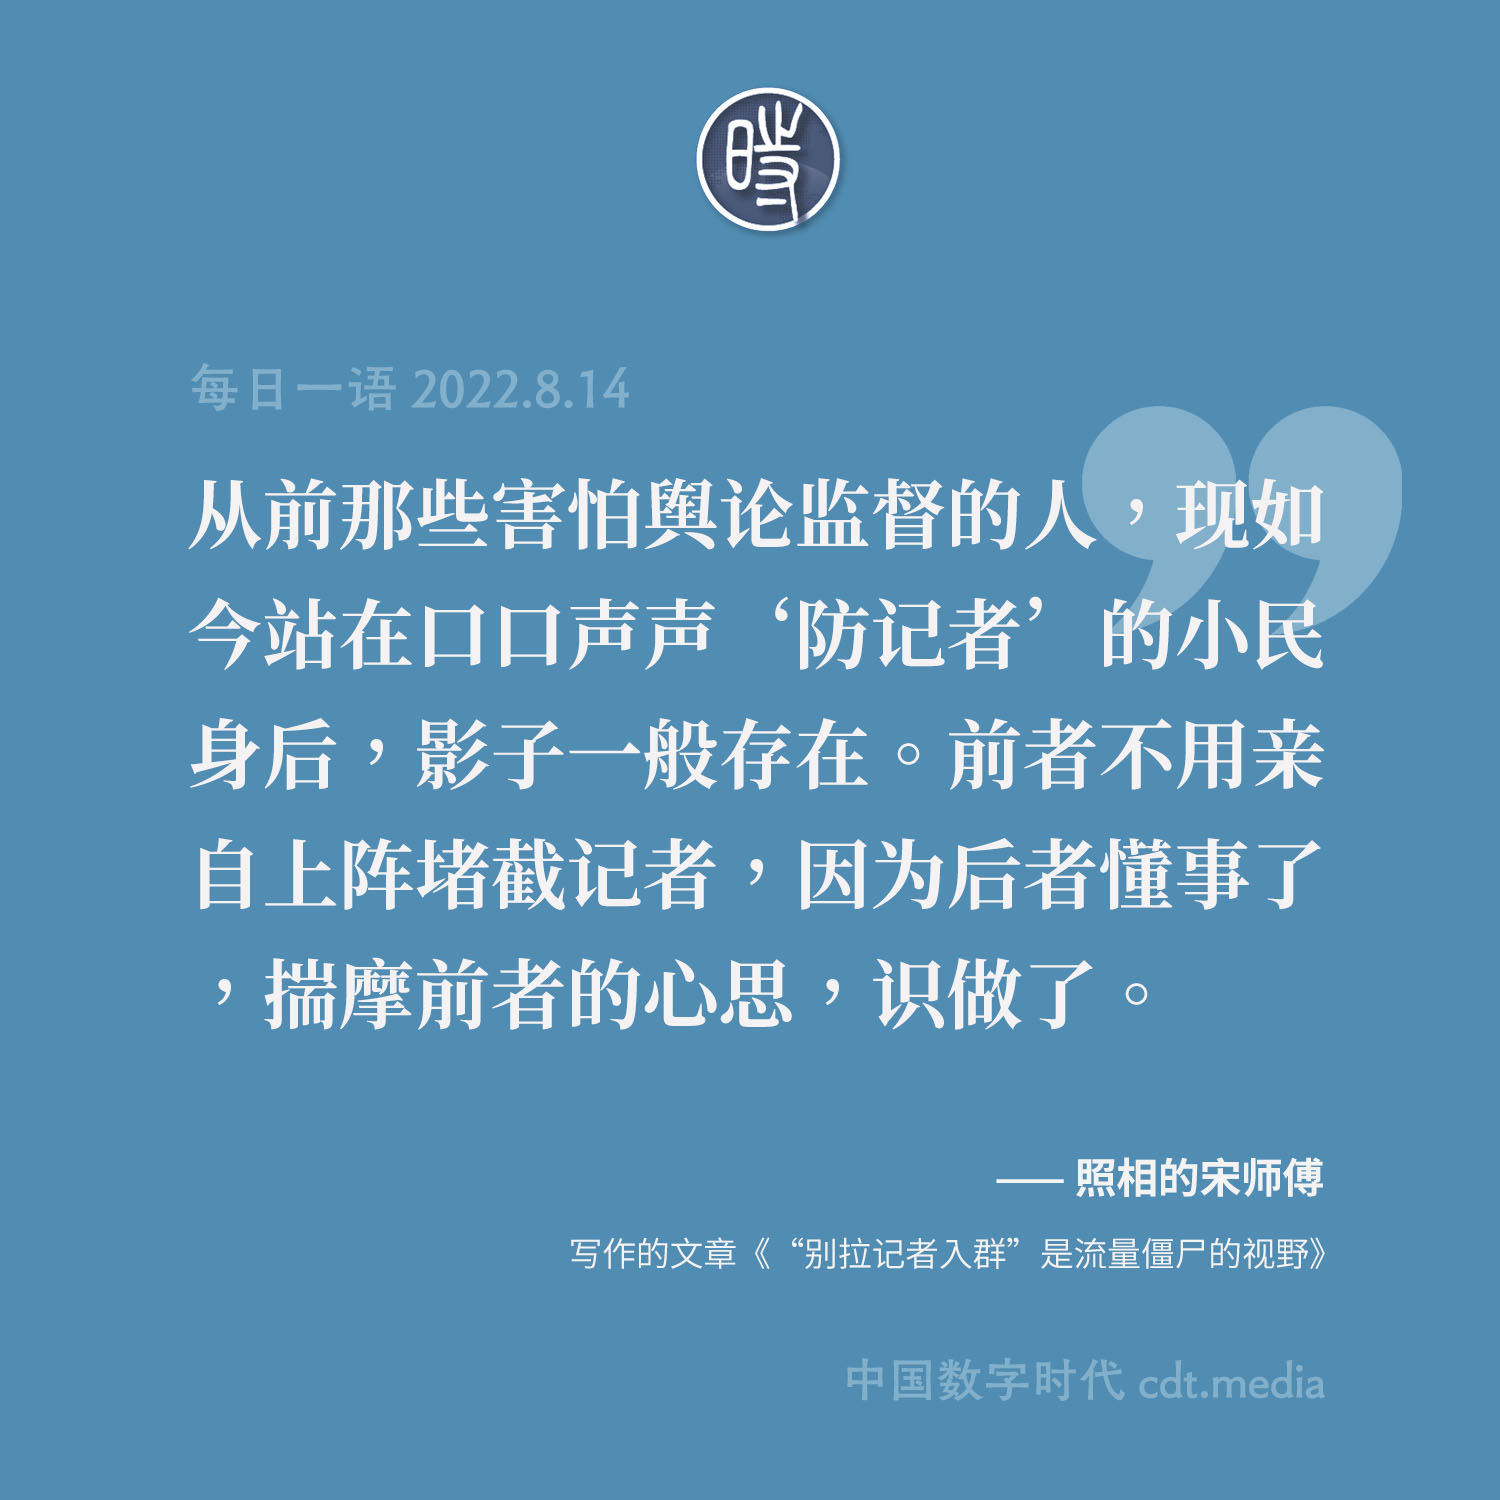 時
每日一语 2022.8.14
从前那些害怕舆论监督的人，现如
今站在口口声声‘防记者’的小民
身后，影子一般存在。前者不用亲
自上阵堵截记者，因为后者懂事了
，揣摩前者的心思，识做了。
—— 照相的宋师傅
写作的文章《“别拉记者入群”是流量僵尸的视野》
中国数字时代 cdt.media